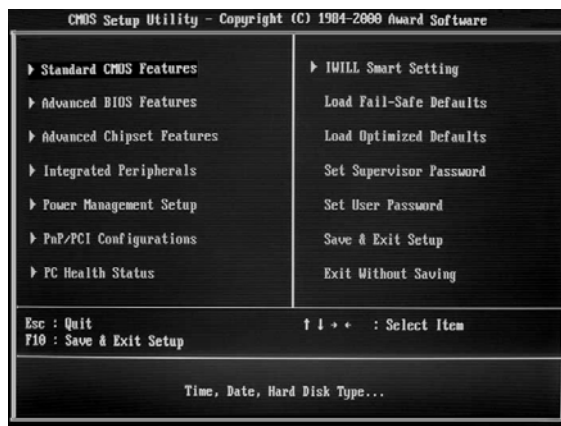 CMOS Setup Utility - Copyright (C) 1984-2000 Award Software
▶ Standard CMOS Features
▶ Advanced BIOS Features
▶ Advanced Chipset Features
▶ Integrated Peripherals
▶ Power Management Setup
▶ PnP/PCI Configurations
▶ PC Health Status
▶ IWILL Smart Setting
Load Fail-Safe Defaults
Load Optimized Defaults
Set Supervisor Password
Set User Password
Save & Exit Setup
Exit Without Saving
Esc : Quit
F10 : Save & Exit Setup
↑ ↓ → ← : Select Item
Time, Date, Hard Disk Type...